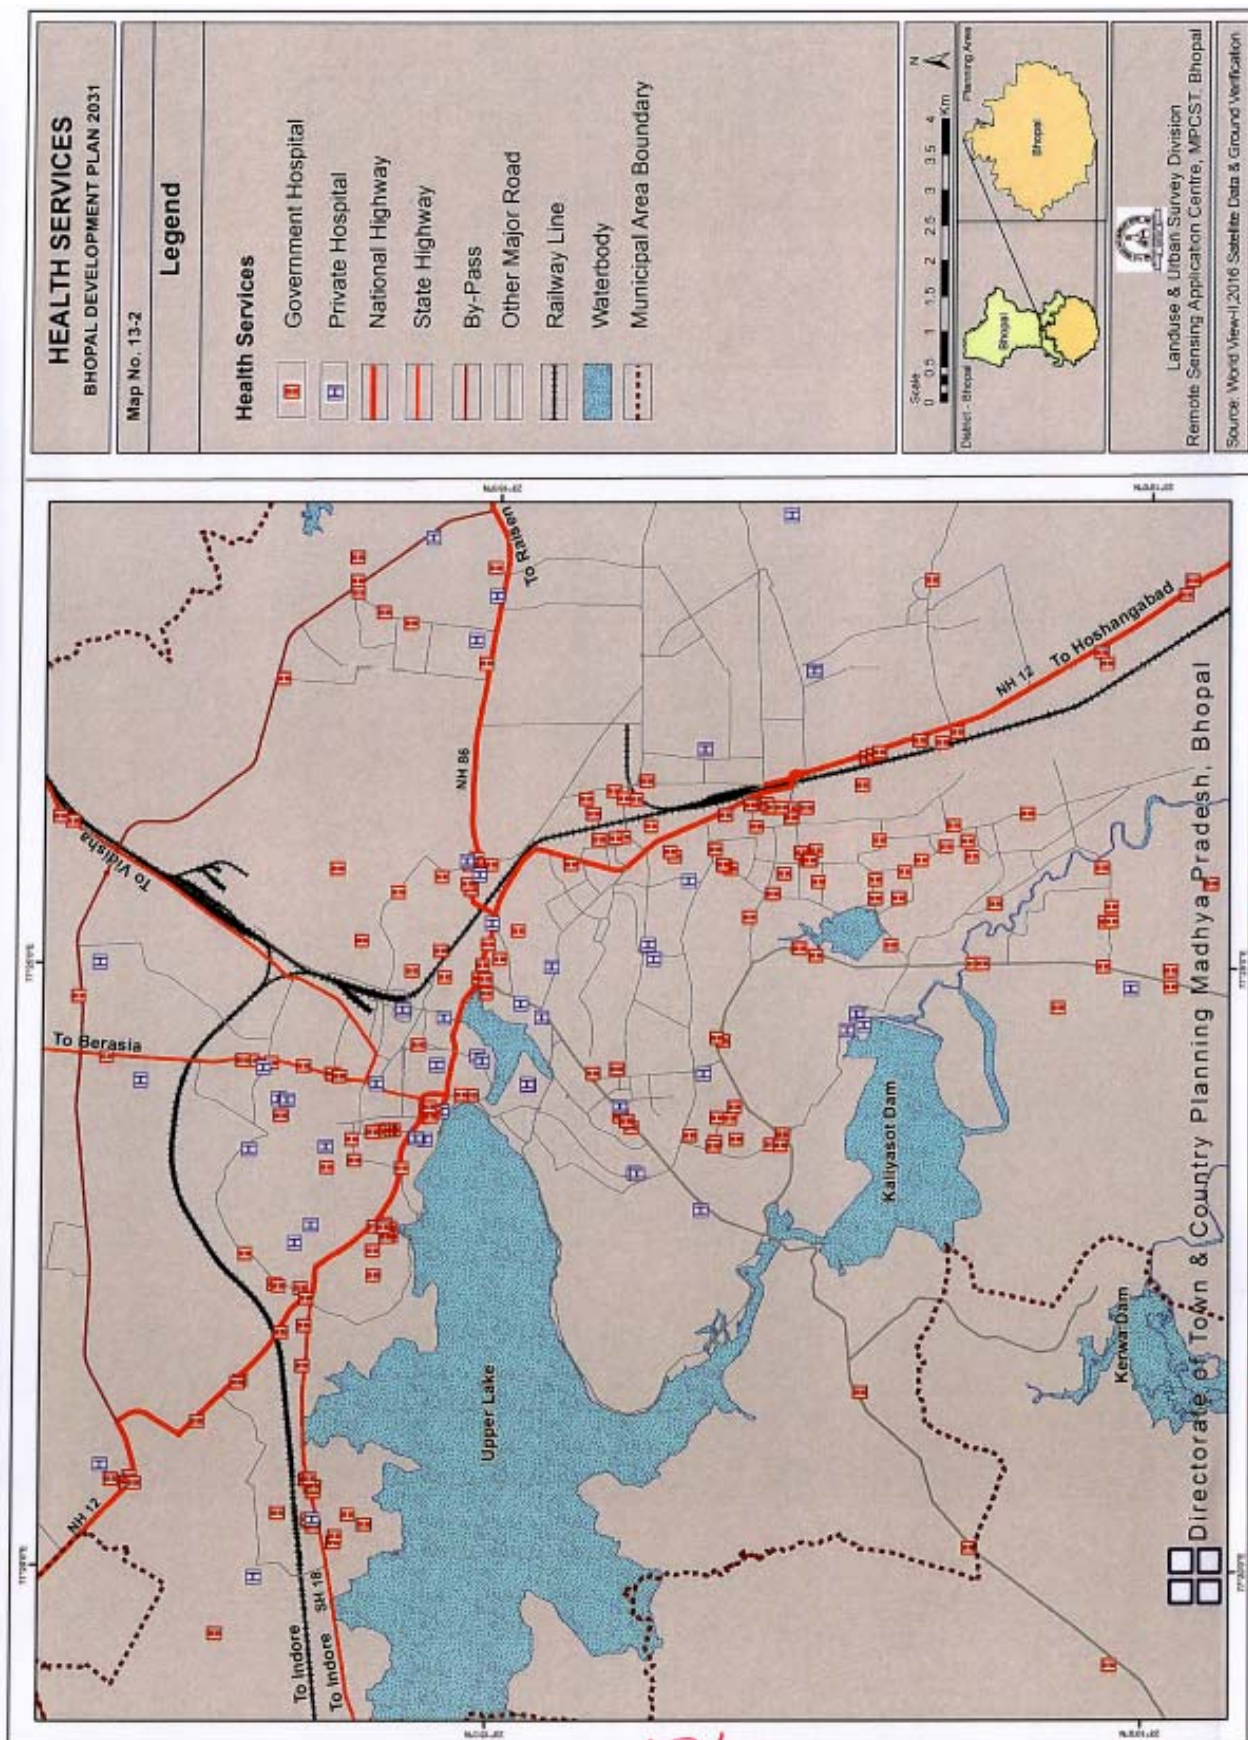 HEALTH SERVICES
BHOPAL DEVELOPMENT PLAN 2031
Map No. 13-2
Legend
Health Services
Government Hospital
Private Hospital
National Highway
State Highway
By-Pass
Other Major Road
Railway Line
Waterbody
Municipal Area Boundary
Scale
0 0.5 1 1.5 2 2.5 3 3.5 4
Km
N
District - Bhopal
Planning Area
Bhopal
Bhopal
Landuse & Urban Survey Division
Remote Sensing Application Centre, MPCST, Bhopal
Source: World View-II,2016 Satellite Data & Ground Verification
NH 12
To Indore
To Indore
SH 18
To Berasia
To Vidisha
NH 86
To Raisen
NH 12
To Hoshangabad
Upper Lake
Kaliyasot Dam
Kerwa Dam
Directorate of Town & Country Planning Madhya Pradesh, Bhopal